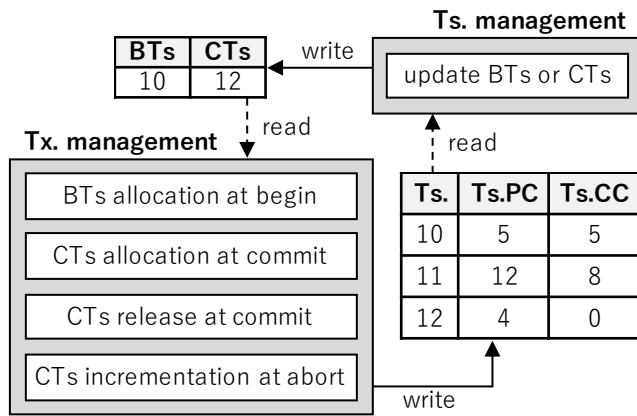 Ts. management
BTs CTs
10 12
write
update BTs or CTs
read
read
Tx. management
BTs allocation at begin
CTs allocation at commit
CTs release at commit
CTs incrementation at abort
Ts. Ts.PC Ts.CC
10 5 5
11 12 8
12 4 0
write